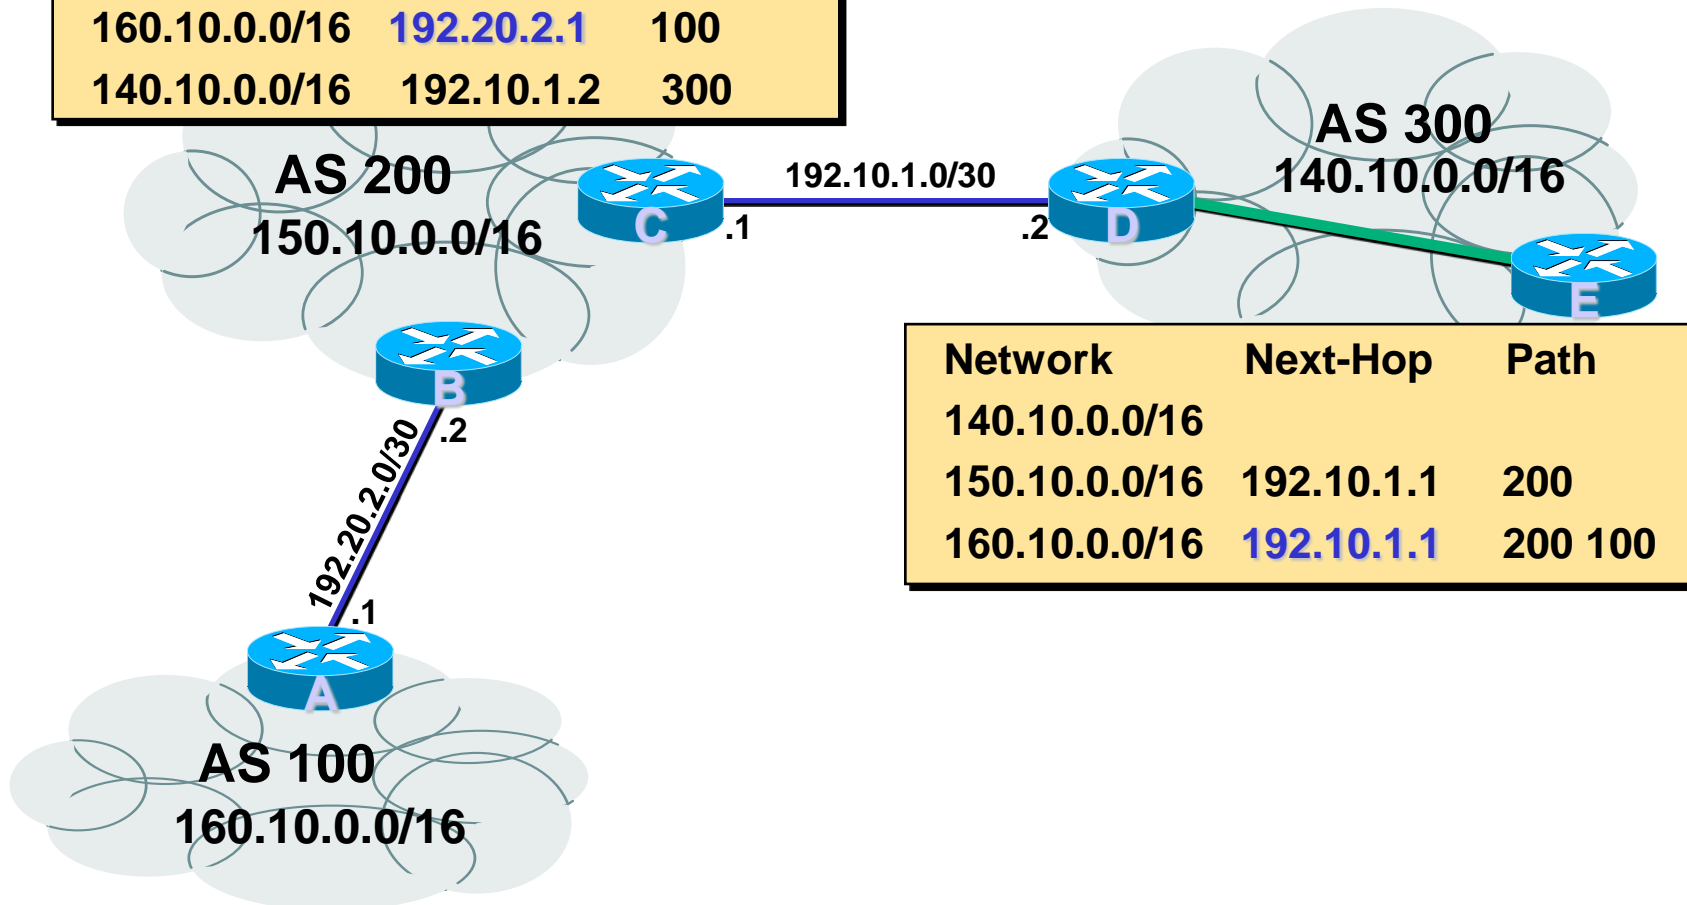 160.10.0.0/16 192.20.2.1 100
140.10.0.0/16 192.10.1.2 300
AS 200
150.10.0.0/16
C
.1
192.10.1.0/30
.2
D
AS 300
140.10.0.0/16
E
B
.2
192.20.2.0/30
.1
A
AS 100
160.10.0.0/16
Network Next-Hop Path
140.10.0.0/16
150.10.0.0/16 192.10.1.1 200
160.10.0.0/16 192.10.1.1 200 100